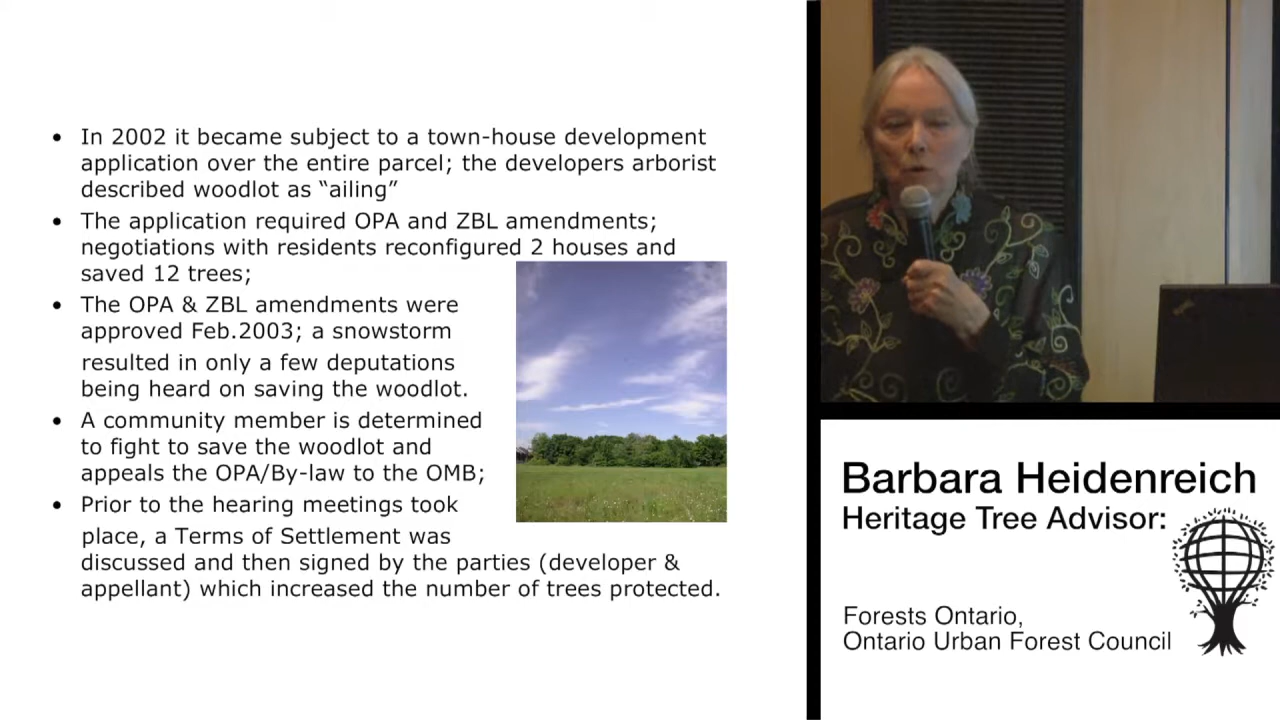 • In 2002 it became subject to a town-house development
application over the entire parcel; the developers arborist
described woodlot as “ailing”
• The application required OPA and ZBL amendments;
negotiations with residents reconfigured 2 houses and
saved 12 trees;
• The OPA & ZBL amendments were
approved Feb.2003; a snowstorm
resulted in only a few deputations
being heard on saving the woodlot.
• A community member is determined
to fight to save the woodlot and
appeals the OPA/By-law to the OMB;
• Prior to the hearing meetings took
place, a Terms of Settlement was
discussed and then signed by the parties (developer &
appellant) which increased the number of trees protected.
Barbara Heidenreich
Heritage Tree Advisor:
Forests Ontario,
Ontario Urban Forest Council